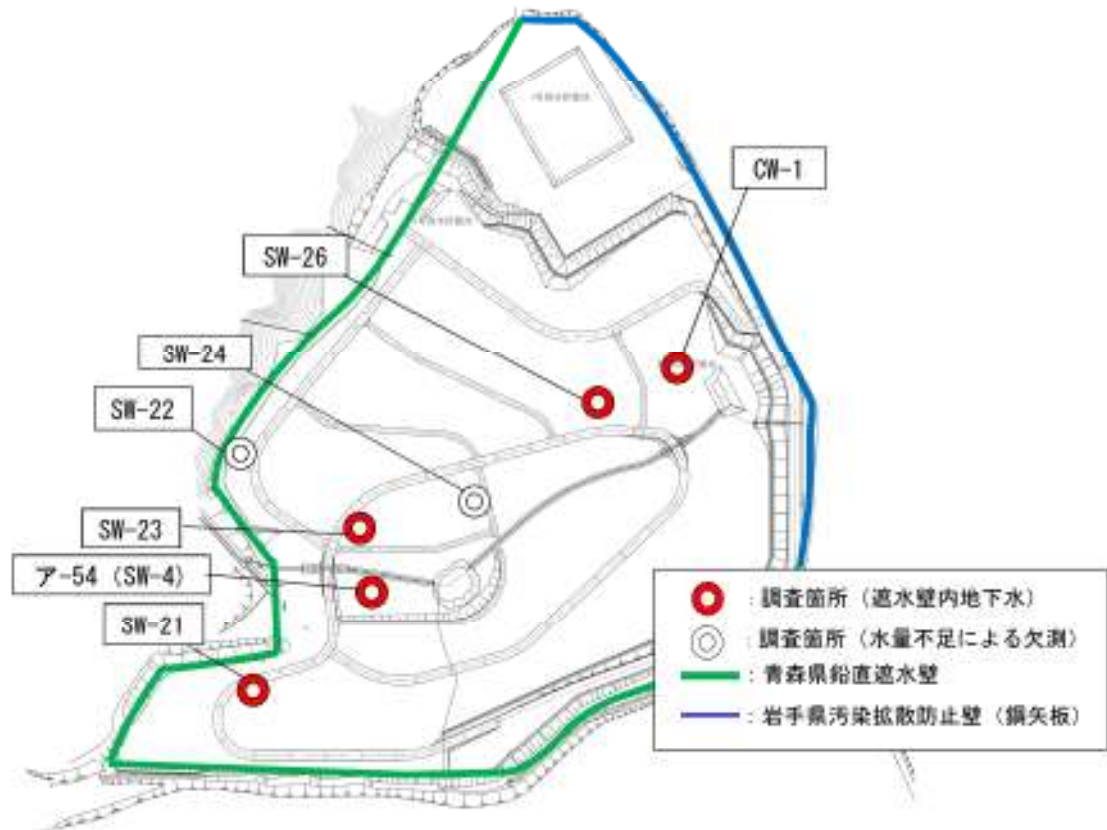 CW-1
SW-26
SW-24
SW-22
SW-23
ア-54（SW-4）
SW-21
：調査箇所（遮水壁内地下水）
：調査箇所（水量不足による欠測）
：青森県鉛直遮水壁
：岩手県汚染拡散防止壁（鋼矢板）